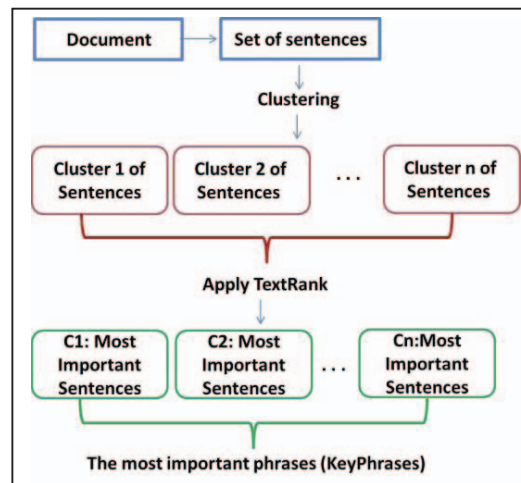 Document
Set of sentences
Clustering
Cluster 1 of
Sentences
Cluster 2 of
Sentences
. . .
Cluster n of
Sentences
Apply TextRank
C1: Most
Important
Sentences
C2: Most
Important
Sentences
. . .
Cn:Most
Important
Sentences
The most important phrases (KeyPhrases)